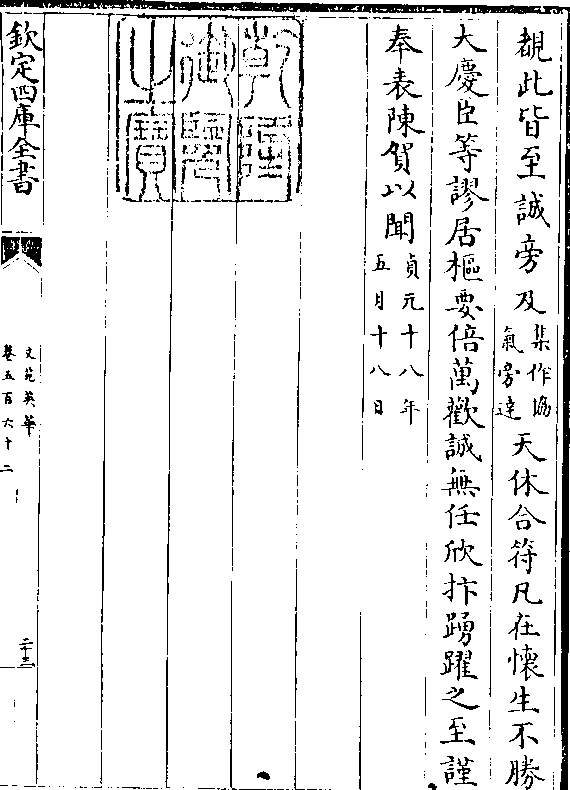 覩此皆至誠旁及集作協氣旁達天休合符凡在懷生不勝
大慶臣等謬居樞要倍萬歡誠無任欣抃踴躍之至謹
奉表陳賀以聞貞元十八年五月十八日
乾隆御覽之寶
欽定四庫全書
文苑英華
卷五百六十二
二十三